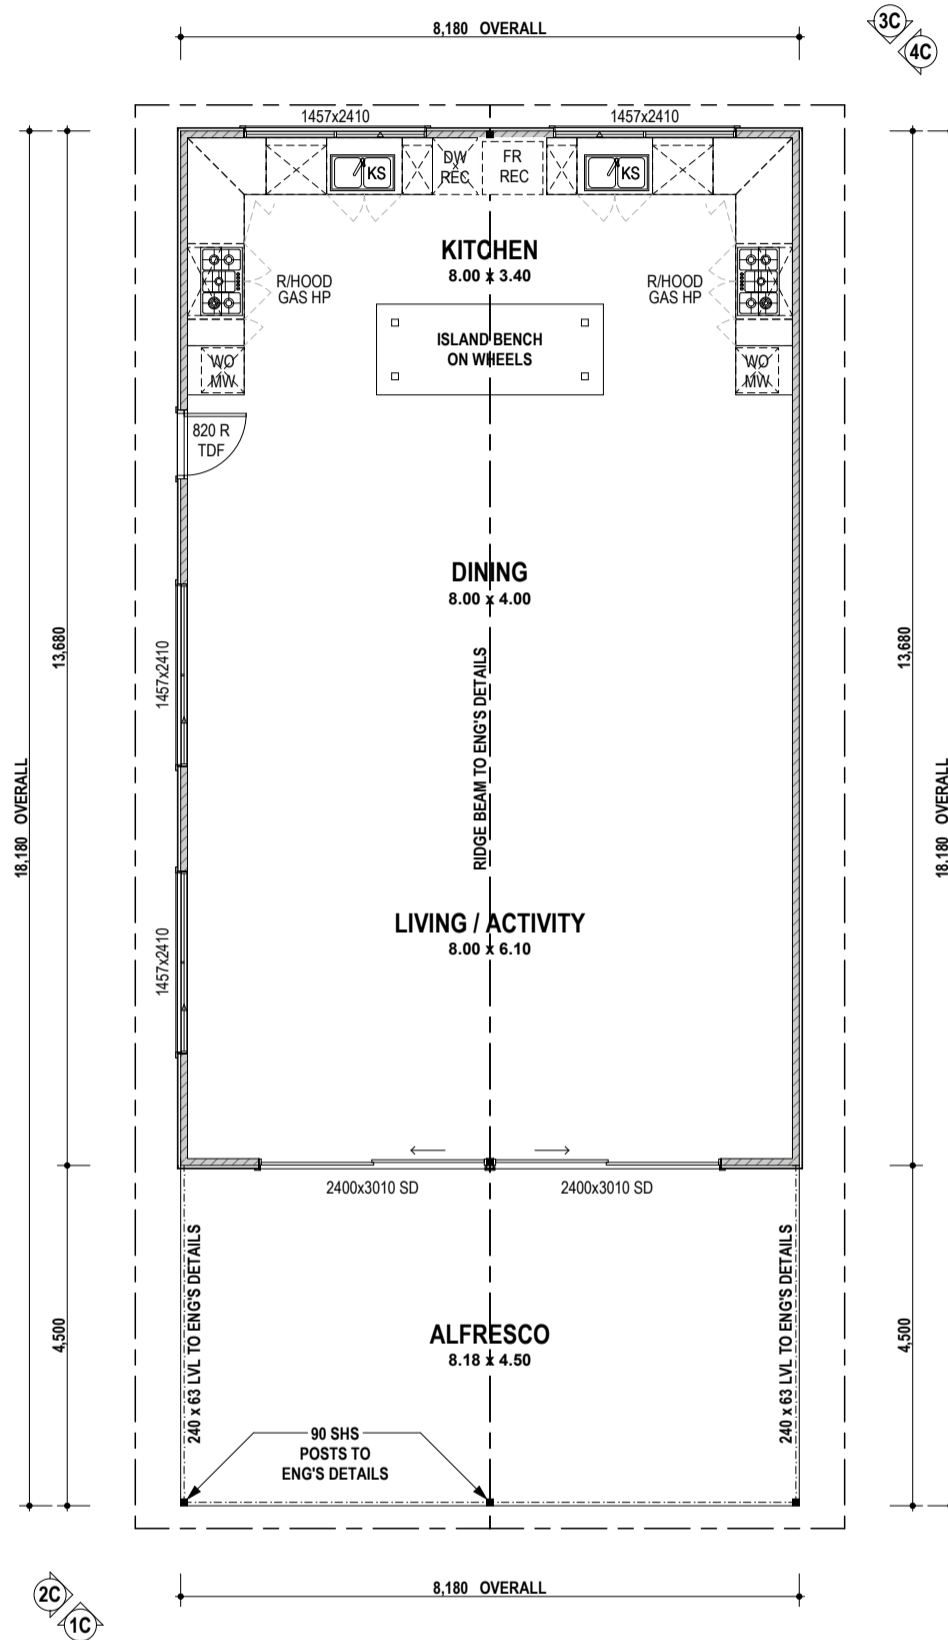 8,180 OVERALL
3C
4C
1457x2410
1457x2410
KS
DW
REC
FR
REC
KS
KITCHEN
8.00 x 3.40
R/HOOD
GAS HP
R/HOOD
GAS HP
ISLAND BENCH
ON WHEELS
WO
MW
WO
MW
820 R
TDF
DINING
8.00 x 4.00
13,680
13,680
1457x2410
RIDGE BEAM TO ENG'S DETAILS
18,180 OVERALL
18,180 OVERALL
LIVING / ACTIVITY
8.00 x 6.10
1457x2410
2400x3010 SD
2400x3010 SD
240 x 63 LVL TO ENG'S DETAILS
240 x 63 LVL TO ENG'S DETAILS
4,500
4,500
ALFRESCO
8.18 x 4.50
90 SHS
POSTS TO
ENG'S DETAILS
2C
1C
8,180 OVERALL